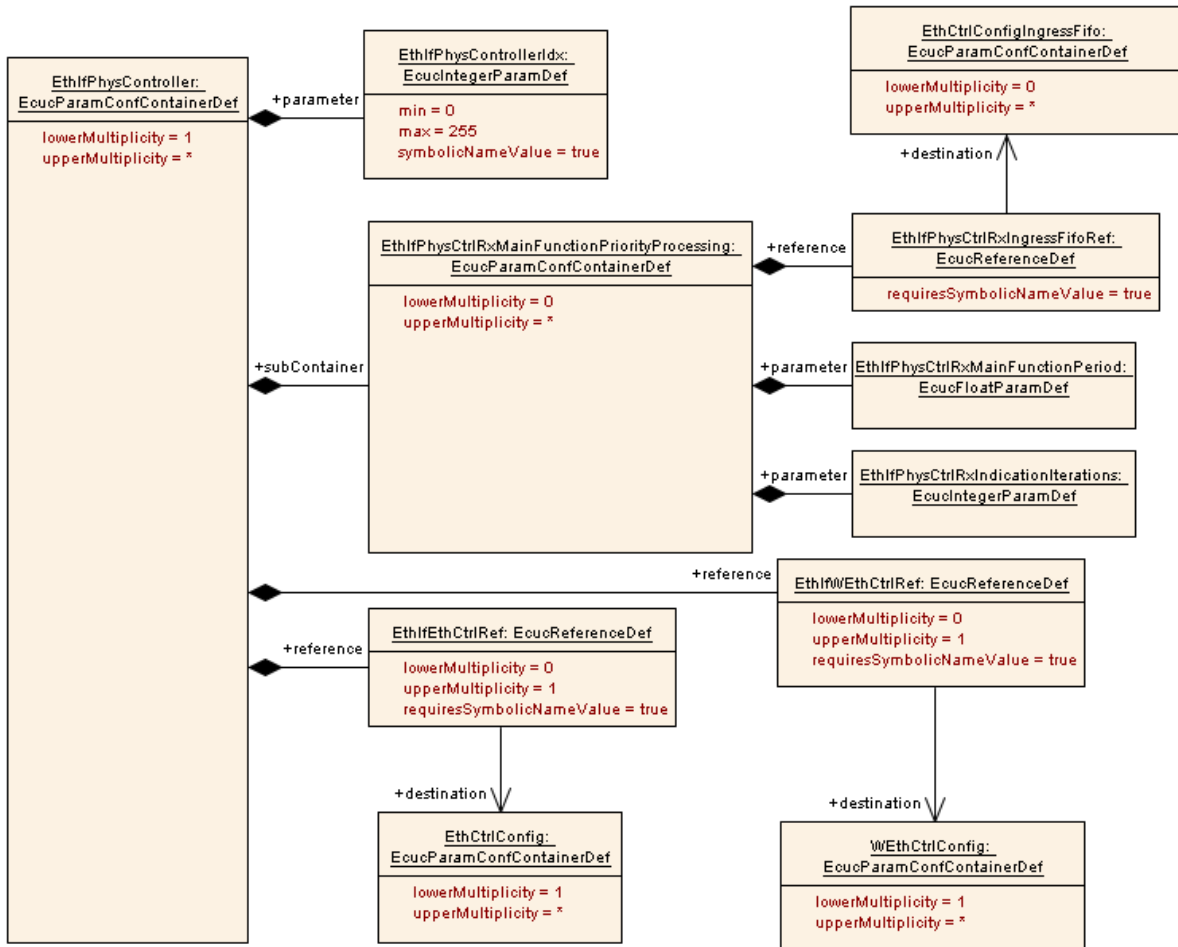 EthIfPhysController:
EcucParamConfContainerDef
lowerMultiplicity = 1
upperMultiplicity = *
+parameter
EthIfPhysControllerIdx:
EcucIntegerParamDef
min = 0
max = 255
symbolicNameValue = true
EthCtrlConfigIngressFifo:
EcucParamConfContainerDef
lowerMultiplicity = 0
upperMultiplicity = *
+destination
+subContainer
EthIfPhysCtrlRxMainFunctionPriorityProcessing:
EcucParamConfContainerDef
lowerMultiplicity = 0
upperMultiplicity = *
+reference
EthIfPhysCtrlRxIngressFifoRef:
EcucReferenceDef
requiresSymbolicNameValue = true
+parameter
EthIfPhysCtrlRxMainFunctionPeriod:
EcucFloatParamDef
+parameter
EthIfPhysCtrlRxIndicationIterations:
EcucIntegerParamDef
+reference
EthIfWEthCtrlRef: EcucReferenceDef
lowerMultiplicity = 0
upperMultiplicity = 1
requiresSymbolicNameValue = true
+reference
EthIfEthCtrlRef: EcucReferenceDef
lowerMultiplicity = 0
upperMultiplicity = 1
requiresSymbolicNameValue = true
+destination
EthCtrlConfig:
EcucParamConfContainerDef
lowerMultiplicity = 1
upperMultiplicity = *
+destination
WEthCtrlConfig:
EcucParamConfContainerDef
lowerMultiplicity = 1
upperMultiplicity = *